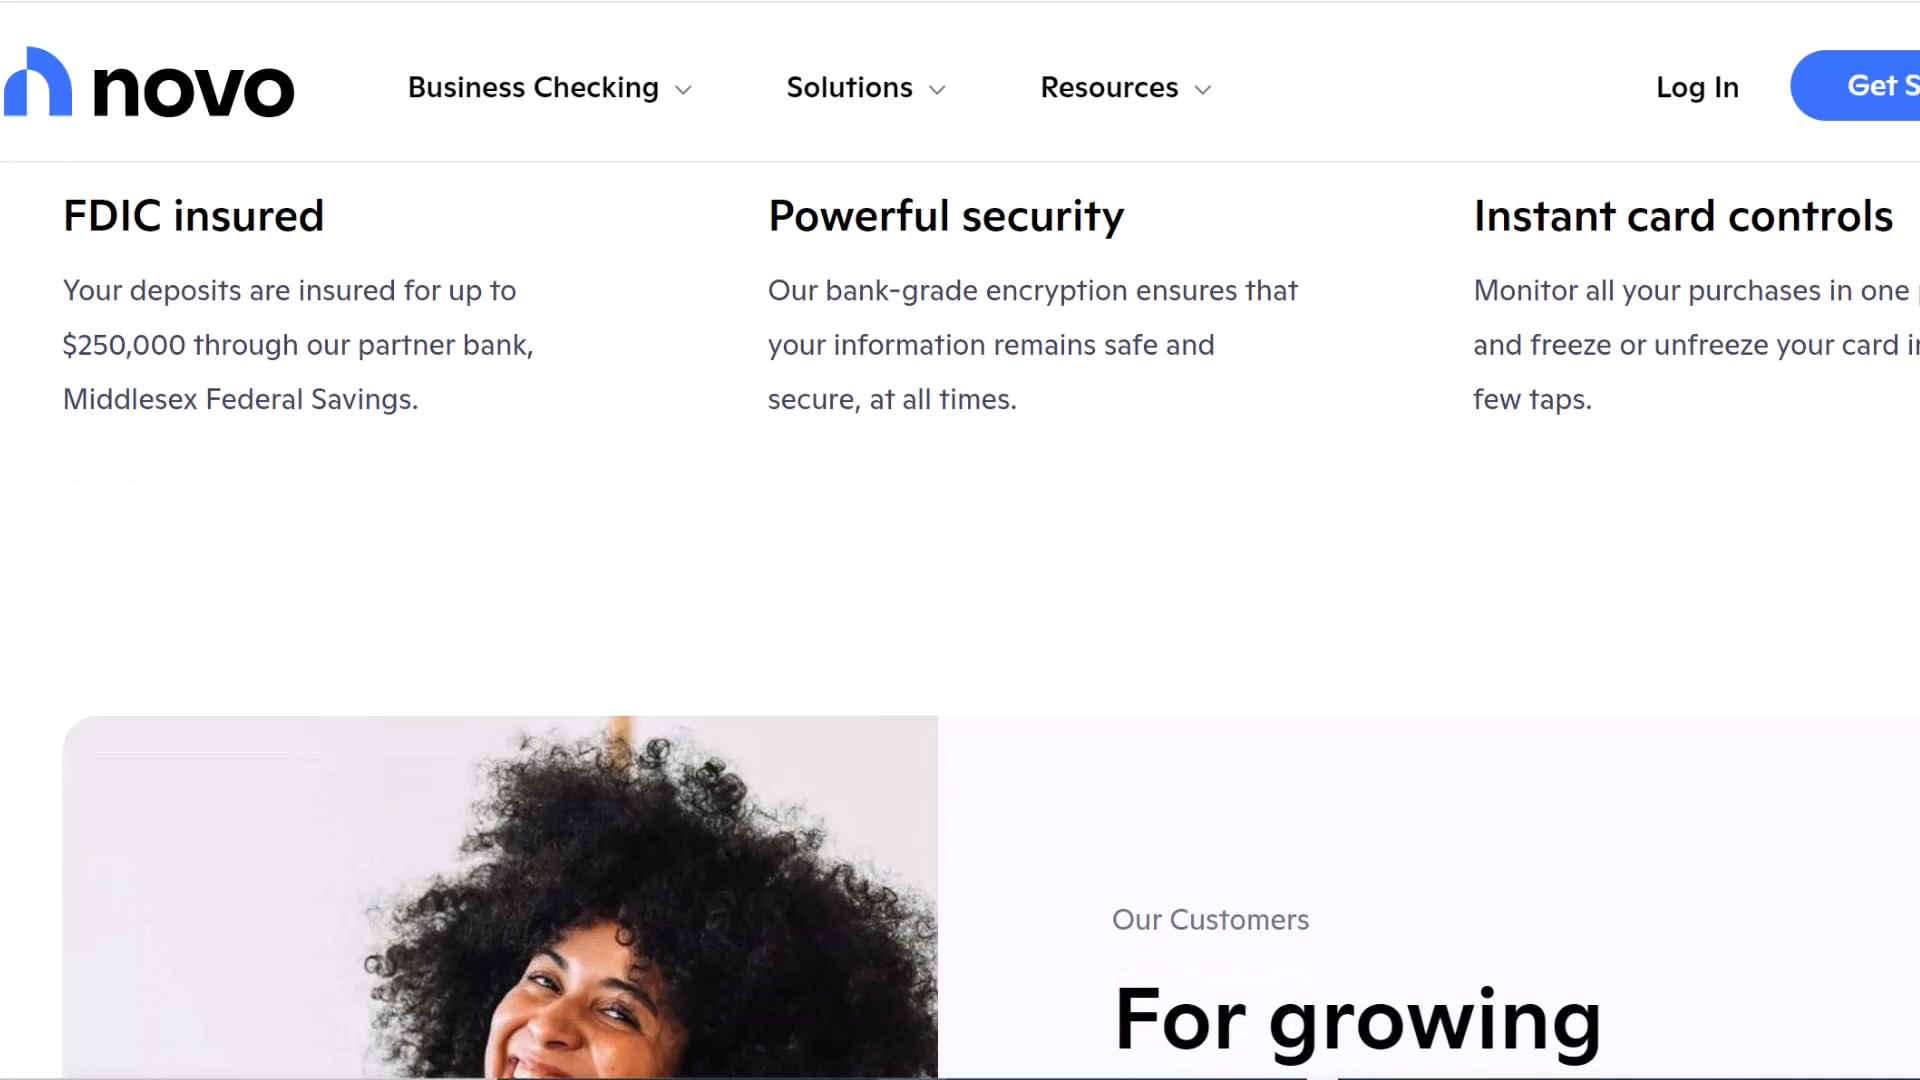 novo
Business Checking
Solutions
Resources
Log In
Get S
FDIC insured
Your deposits are insured for up to
$250,000 through our partner bank,
Middlesex Federal Savings.
Powerful security
Our bank-grade encryption ensures that
your information remains safe and
secure, at all times.
Instant card controls
Monitor all your purchases in one
and freeze or unfreeze your card
few taps.
Our Customers
For growing